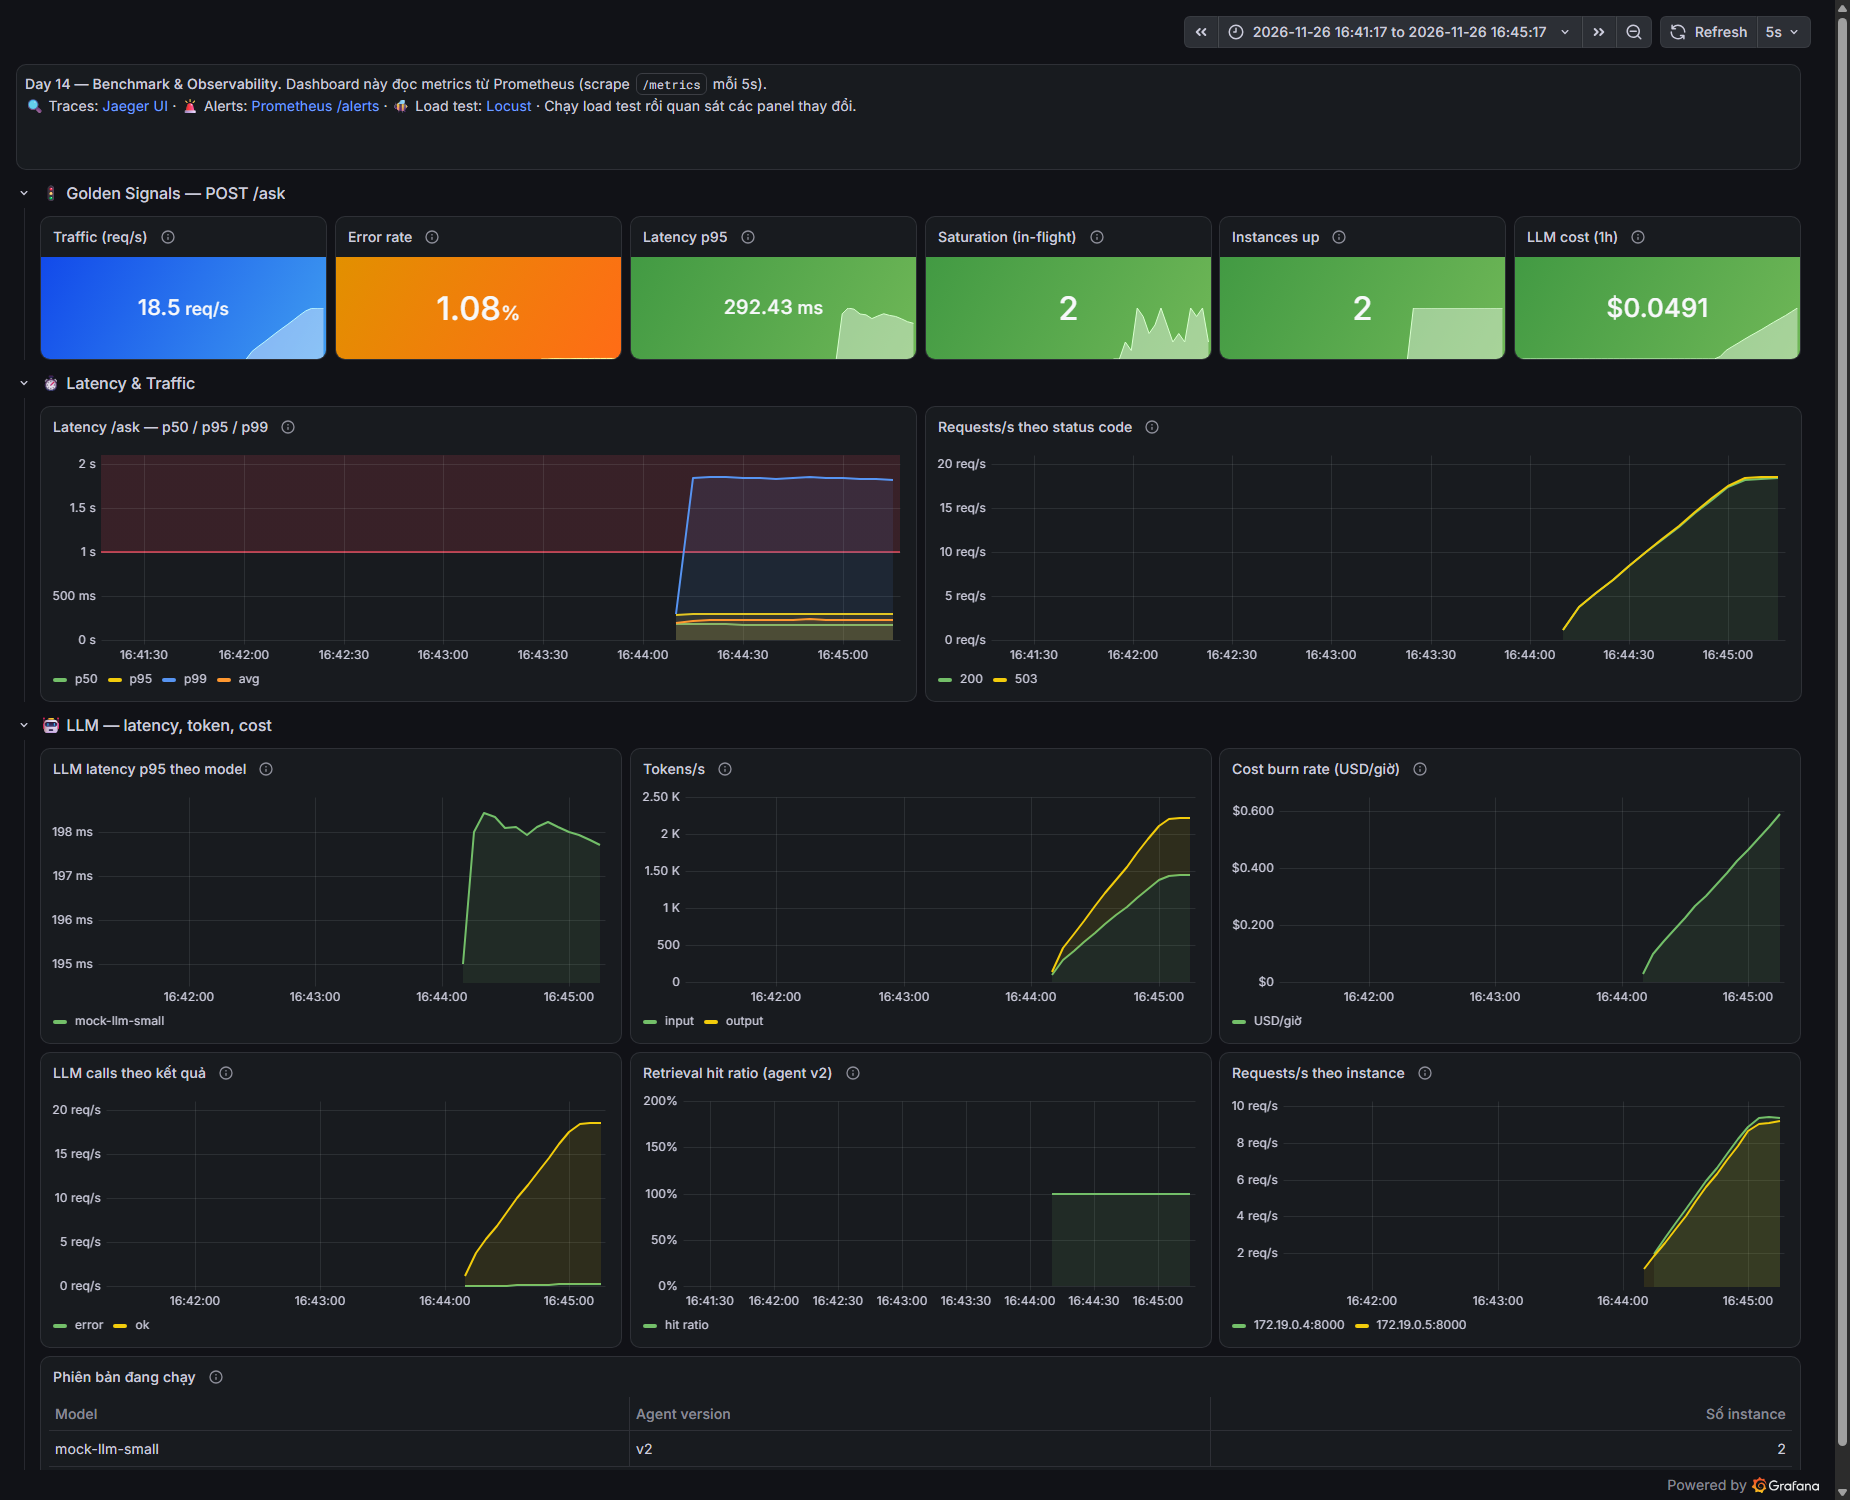 2026-11-26 16:41:17 to 2026-11-26 16:45:17
Refresh
5s
Day 14 — Benchmark & Observability. Dashboard này đọc metrics từ Prometheus (scrape /metrics mỗi 5s).
Traces: Jaeger UI · Alerts: Prometheus /alerts · Load test: Locust · Chạy load test rồi quan sát các panel thay đổi.
Golden Signals — POST /ask
Traffic (req/s)
18.5 req/s
Error rate
1.08%
Latency p95
292.43 ms
Saturation (in-flight)
2
Instances up
2
LLM cost (1h)
$0.0491
Latency & Traffic
Latency /ask — p50 / p95 / p99
2 s
1.5 s
1 s
500 ms
0 s
16:41:30 16:42:00 16:42:30 16:43:00 16:43:30 16:44:00 16:44:30 16:45:00
p50 p95 p99 avg
Requests/s theo status code
20 req/s
15 req/s
10 req/s
5 req/s
0 req/s
16:41:30 16:42:00 16:42:30 16:43:00 16:43:30 16:44:00 16:44:30 16:45:00
200 503
LLM — latency, token, cost
LLM latency p95 theo model
198 ms
197 ms
196 ms
195 ms
16:42:00 16:43:00 16:44:00 16:45:00
mock-llm-small
Tokens/s
2.50 K
2 K
1.50 K
1 K
500
0
16:42:00 16:43:00 16:44:00 16:45:00
input output
Cost burn rate (USD/giờ)
$0.600
$0.400
$0.200
$0
16:42:00 16:43:00 16:44:00 16:45:00
USD/giờ
LLM calls theo kết quả
20 req/s
15 req/s
10 req/s
5 req/s
0 req/s
16:42:00 16:43:00 16:44:00 16:45:00
error ok
Retrieval hit ratio (agent v2)
200%
150%
100%
50%
0%
16:41:30 16:42:00 16:42:30 16:43:00 16:43:30 16:44:00 16:44:30 16:45:00
hit ratio
Requests/s theo instance
10 req/s
8 req/s
6 req/s
4 req/s
2 req/s
16:42:00 16:43:00 16:44:00 16:45:00
172.19.0.4:8000 172.19.0.5:8000
Phiên bản đang chạy
Model Agent version Số instance
mock-llm-small v2 2
Powered by Grafana